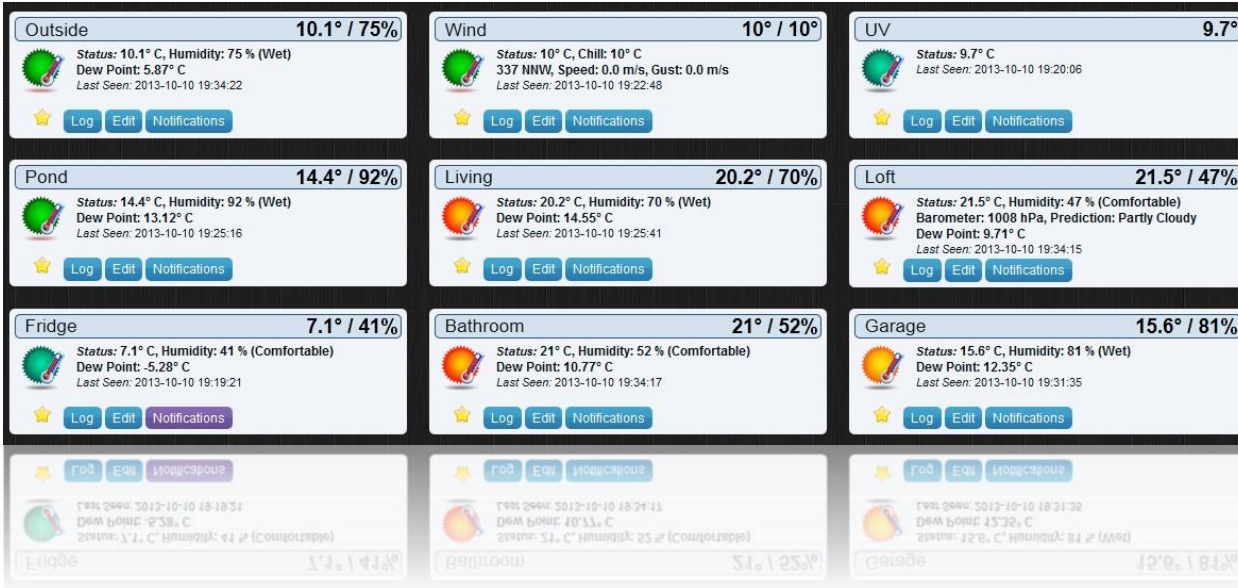 Outside 10.1° / 75%
Status: 10.1° C, Humidity: 75 % (Wet)
Dew Point: 5.87° C
Last Seen: 2013-10-10 19:34:22
Log Edit Notifications
Wind 10° / 10°
Status: 10° C, Chill: 10° C
337 NNW, Speed: 0.0 m/s, Gust: 0.0 m/s
Last Seen: 2013-10-10 19:22:48
Log Edit Notifications
UV 9.7°
Status: 9.7° C
Last Seen: 2013-10-10 19:20:06
Log Edit Notifications
Pond 14.4° / 92%
Status: 14.4° C, Humidity: 92 % (Wet)
Dew Point: 13.12° C
Last Seen: 2013-10-10 19:25:16
Log Edit Notifications
Living 20.2° / 70%
Status: 20.2° C, Humidity: 70 % (Wet)
Dew Point: 14.55° C
Last Seen: 2013-10-10 19:25:41
Log Edit Notifications
Loft 21.5° / 47%
Status: 21.5° C, Humidity: 47 % (Comfortable)
Barometer: 1008 hPa, Prediction: Partly Cloudy
Dew Point: 9.71° C
Last Seen: 2013-10-10 19:34:15
Log Edit Notifications
Fridge 7.1° / 41%
Status: 7.1° C, Humidity: 41 % (Comfortable)
Dew Point: -5.28° C
Last Seen: 2013-10-10 19:19:21
Log Edit Notifications
Bathroom 21° / 52%
Status: 21° C, Humidity: 52 % (Comfortable)
Dew Point: 10.77° C
Last Seen: 2013-10-10 19:34:17
Log Edit Notifications
Garage 15.6° / 81%
Status: 15.6° C, Humidity: 81 % (Wet)
Dew Point: 12.35° C
Last Seen: 2013-10-10 19:31:35
Log Edit Notifications